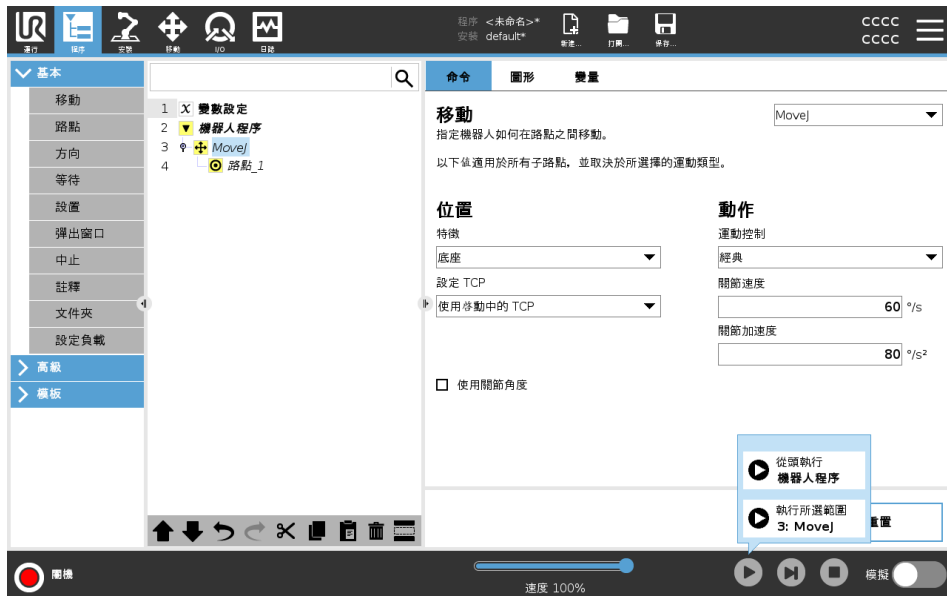 UR
運行
程序
安裝
移動
I/O
日誌
程序 <未命名>*
安裝 default*
新建...
打開...
保存...
cccc
cccc
基本
移動
路點
方向
等待
設置
彈出窗口
中止
註釋
文件夾
設定負載
高級
模板
1 X 變數設定
2 機器人程序
3 MoveJ
4 路點_1
命令
圖形
變量
移動
MoveJ
指定機器人如何在路點之間移動。
以下值適用於所有子路點，並取決於所選擇的運動類型。
位置
特徵
底座
設定 TCP
使用啓動中的 TCP
使用關節角度
動作
運動控制
經典
關節速度
60 °/s
關節加速度
80 °/s²
從頭執行
機器人程序
執行所選範圍
3: MoveJ
重置
關機
速度 100%
模擬